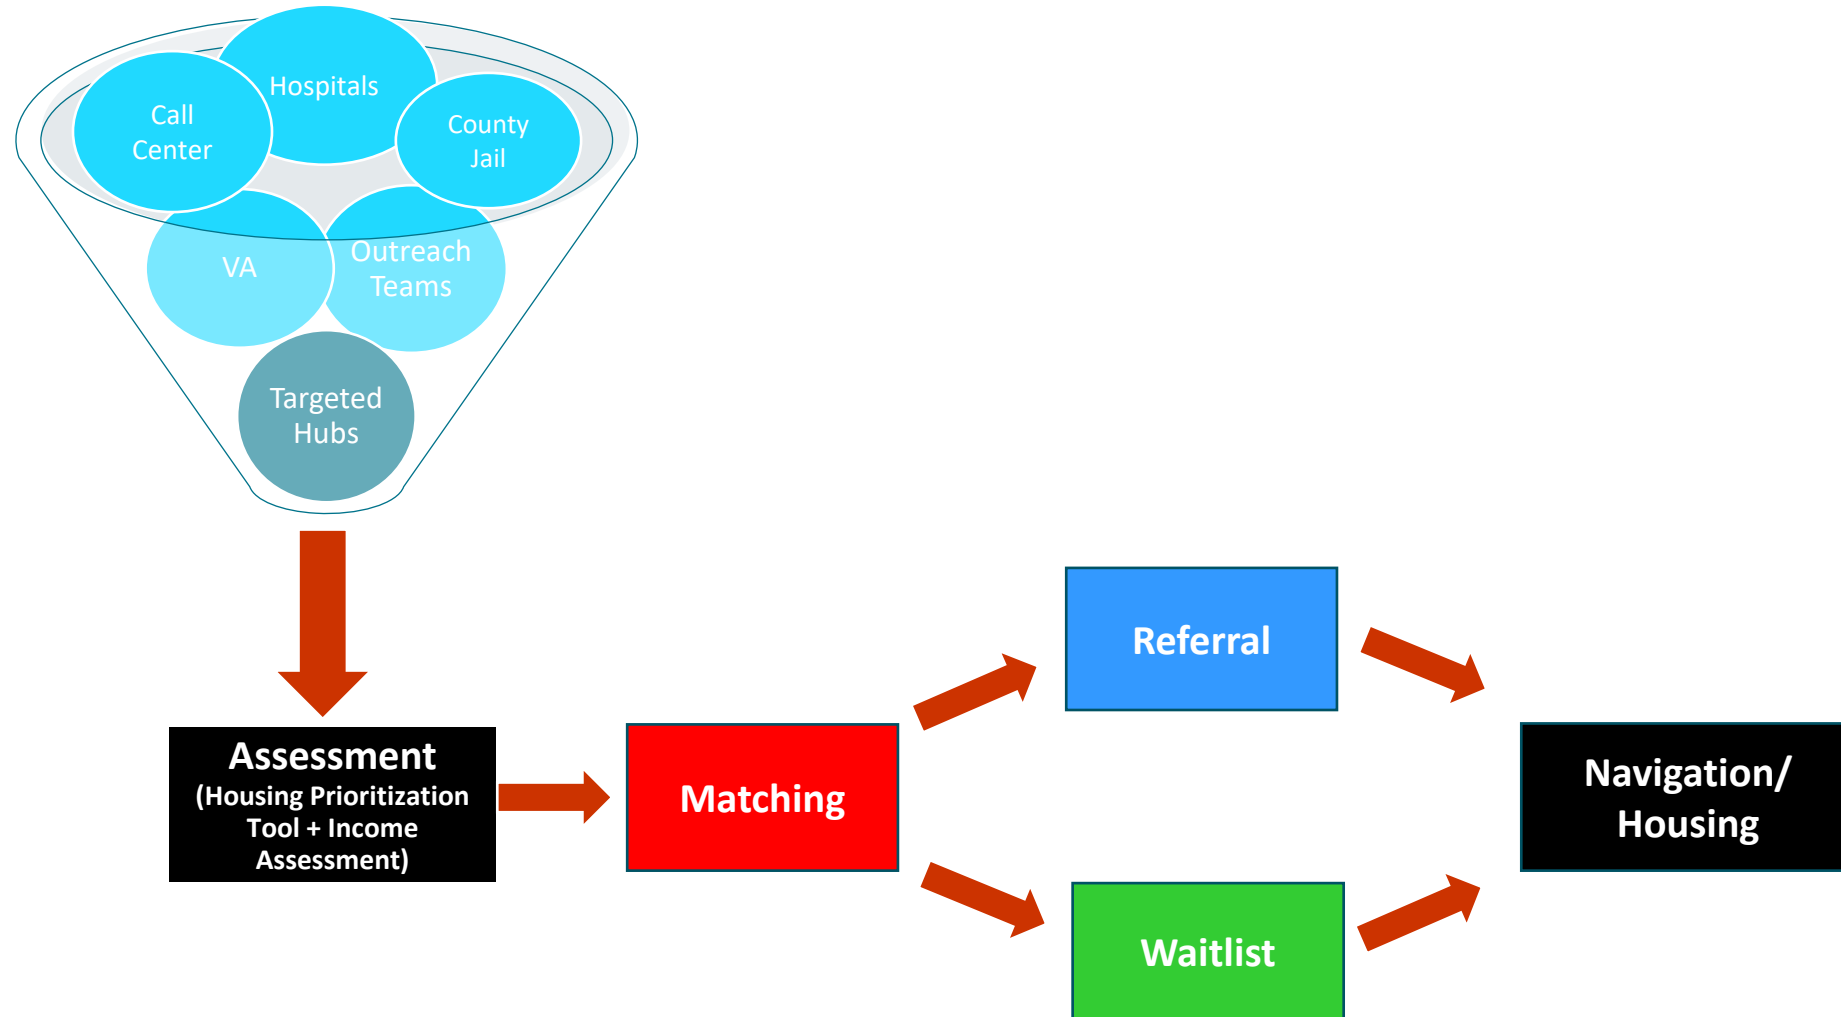 Hospitals
Call
Center
County
Jail
VA
Outreach
Teams
Targeted
Hubs
Assessment
(Housing Prioritization
Tool + Income
Assessment)
Matching
Referral
Waitlist
Navigation/
Housing